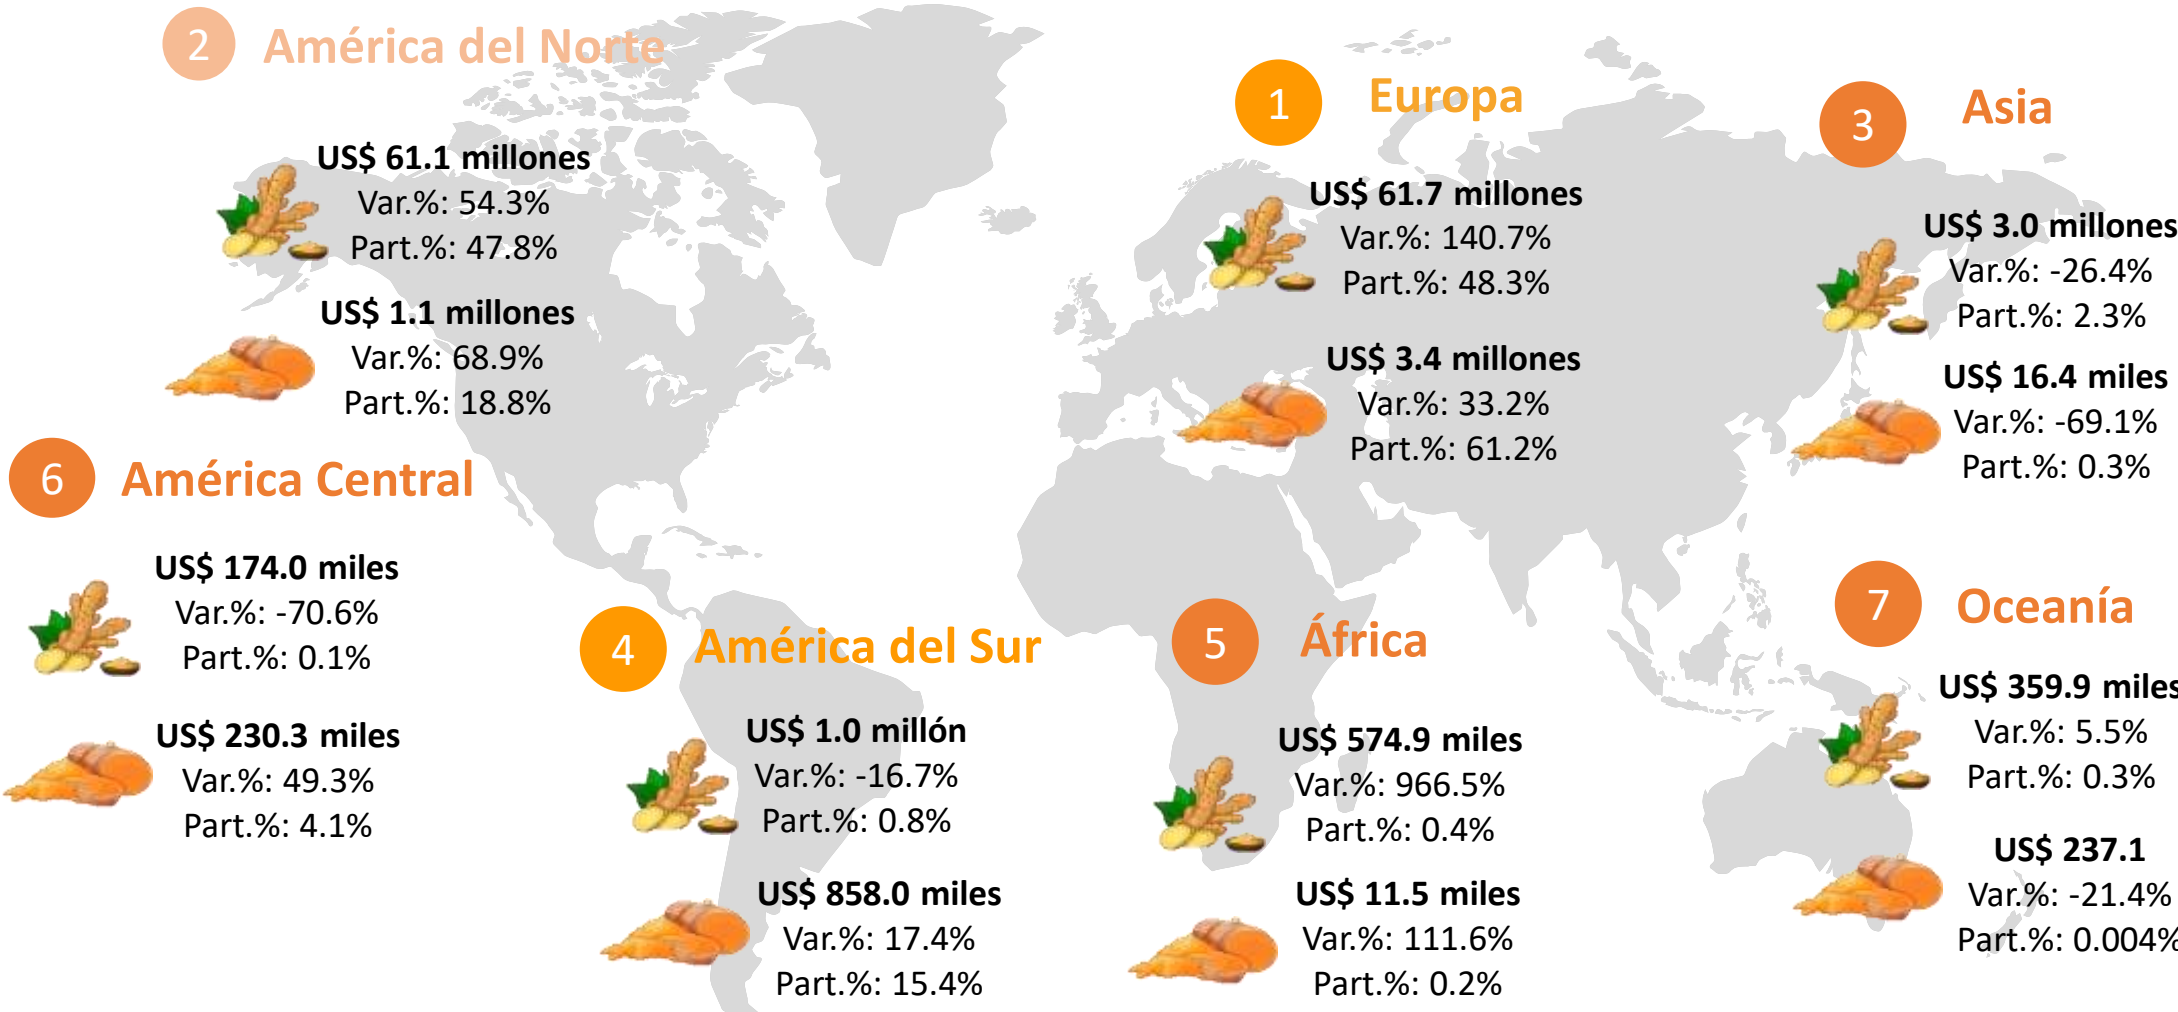 2 América del Norte
US$ 61.1 millones
Var.%: 54.3%
Part.%: 47.8%
US$ 1.1 millones
Var.%: 68.9%
Part.%: 18.8%
1 Europa
US$ 61.7 millones
Var.%: 140.7%
Part.%: 48.3%
US$ 3.4 millones
Var.%: 33.2%
Part.%: 61.2%
3 Asia
US$ 3.0 millones
Var.%: -26.4%
Part.%: 2.3%
US$ 16.4 miles
Var.%: -69.1%
Part.%: 0.3%
6 América Central
US$ 174.0 miles
Var.%: -70.6%
Part.%: 0.1%
US$ 230.3 miles
Var.%: 49.3%
Part.%: 4.1%
4 América del Sur
US$ 1.0 millón
Var.%: -16.7%
Part.%: 0.8%
US$ 858.0 miles
Var.%: 17.4%
Part.%: 15.4%
5 África
US$ 574.9 miles
Var.%: 966.5%
Part.%: 0.4%
US$ 11.5 miles
Var.%: 111.6%
Part.%: 0.2%
7 Oceanía
US$ 359.9 miles
Var.%: 5.5%
Part.%: 0.3%
US$ 237.1
Var.%: -21.4%
Part.%: 0.004%